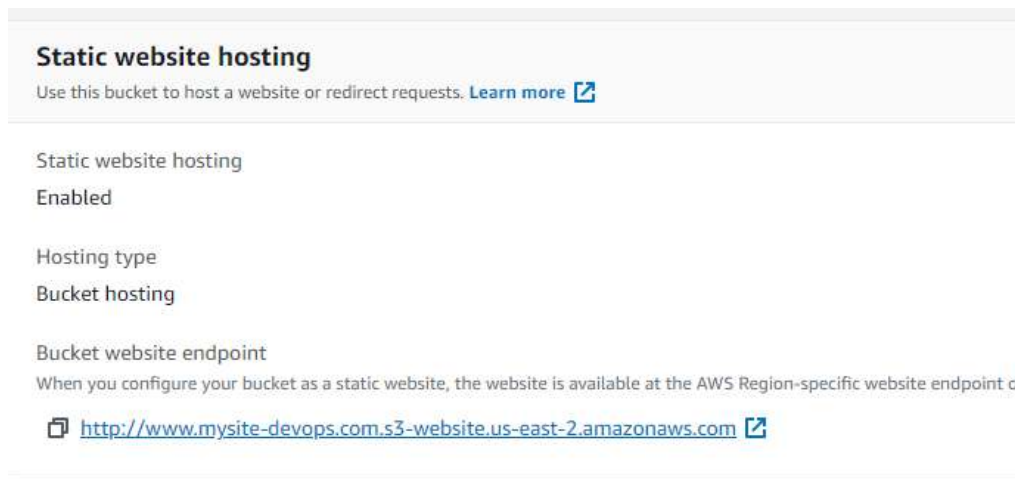 Static website hosting
Use this bucket to host a website or redirect requests. Learn more
Static website hosting
Enabled
Hosting type
Bucket hosting
Bucket website endpoint
When you configure your bucket as a static website, the website is available at the AWS Region-specific website endpoint
http://www.mysite-devops.com.s3-website.us-east-2.amazonaws.com